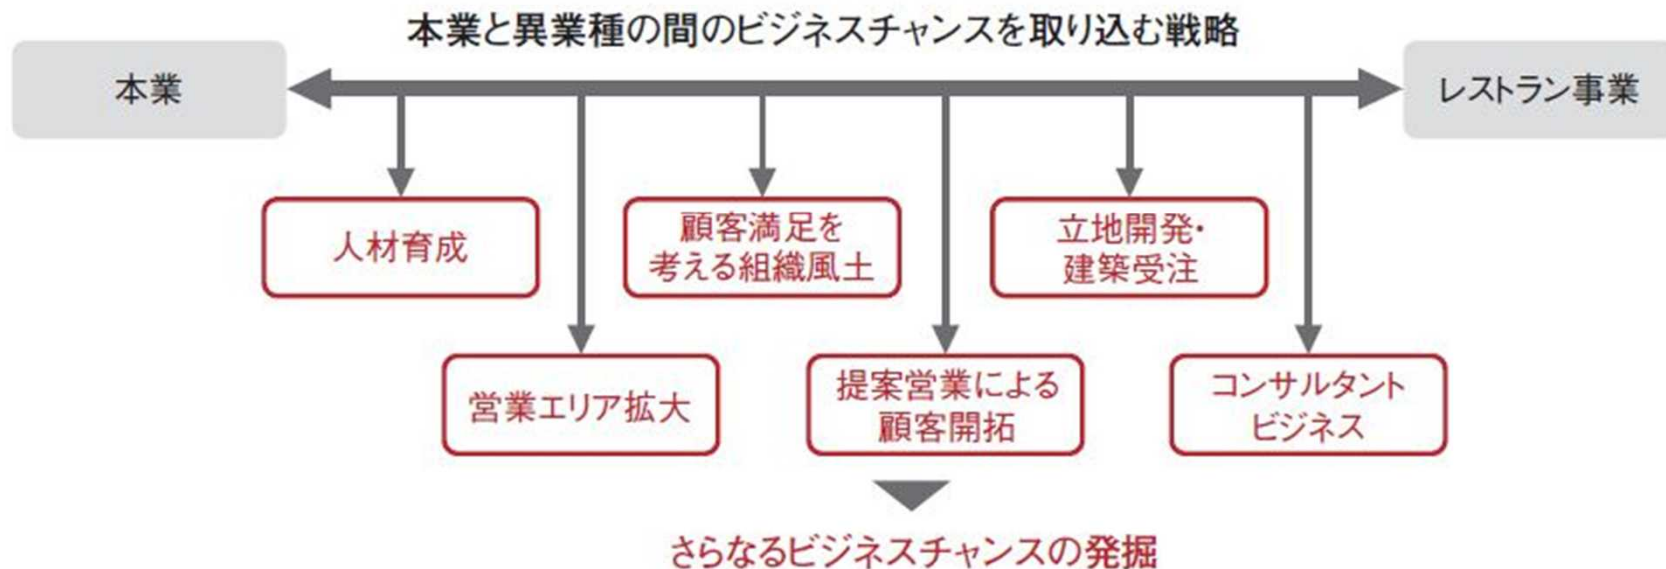 本業と異業種の間のビジネスチャンスを取り込む戦略
本業
レストラン事業
人材育成
顧客満足を
考える組織風土
立地開発・
建築受注
営業エリア拡大
提案営業による
顧客開拓
コンサルタント
ビジネス
さらなるビジネスチャンスの発掘